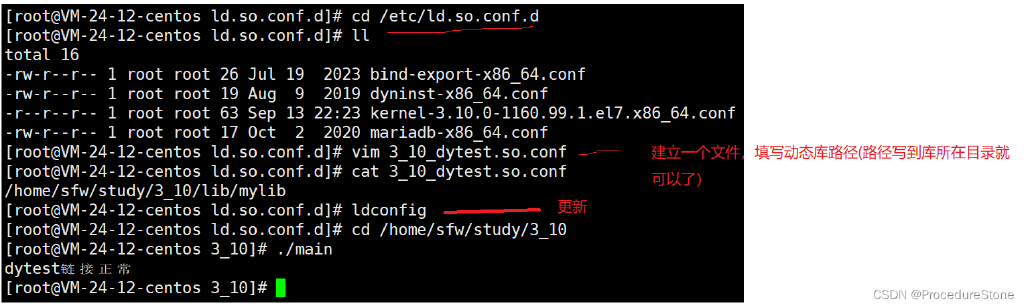 [root@VM-24-12-centos ld.so.conf.d]# cd /etc/ld.so.conf.d
[root@VM-24-12-centos ld.so.conf.d]# ll
total 16
-rw-r--r-- 1 root root 26 Jul 19  2023 bind-export-x86_64.conf
-rw-r--r-- 1 root root 19 Aug  9  2019 dyninst-x86_64.conf
-rw-r--r-- 1 root root 63 Sep 13 22:23 kernel-3.10.0-1160.99.1.el7.x86_64.conf
-rw-r--r-- 1 root root 17 Oct  2  2020 mariadb-x86_64.conf
[root@VM-24-12-centos ld.so.conf.d]# vim 3_10_dytest.so.conf
建立一个文件，填写动态库路径(路径写到库所在目录就
可以了)
[root@VM-24-12-centos ld.so.conf.d]# cat 3_10_dytest.so.conf
/home/sfw/study/3_10/lib/mylib
[root@VM-24-12-centos ld.so.conf.d]# ldconfig
更新
[root@VM-24-12-centos ld.so.conf.d]# cd /home/sfw/study/3_10
[root@VM-24-12-centos 3_10]# ./main
dytest链接正常
[root@VM-24-12-centos 3_10]#
CSDN @ProcedureStone